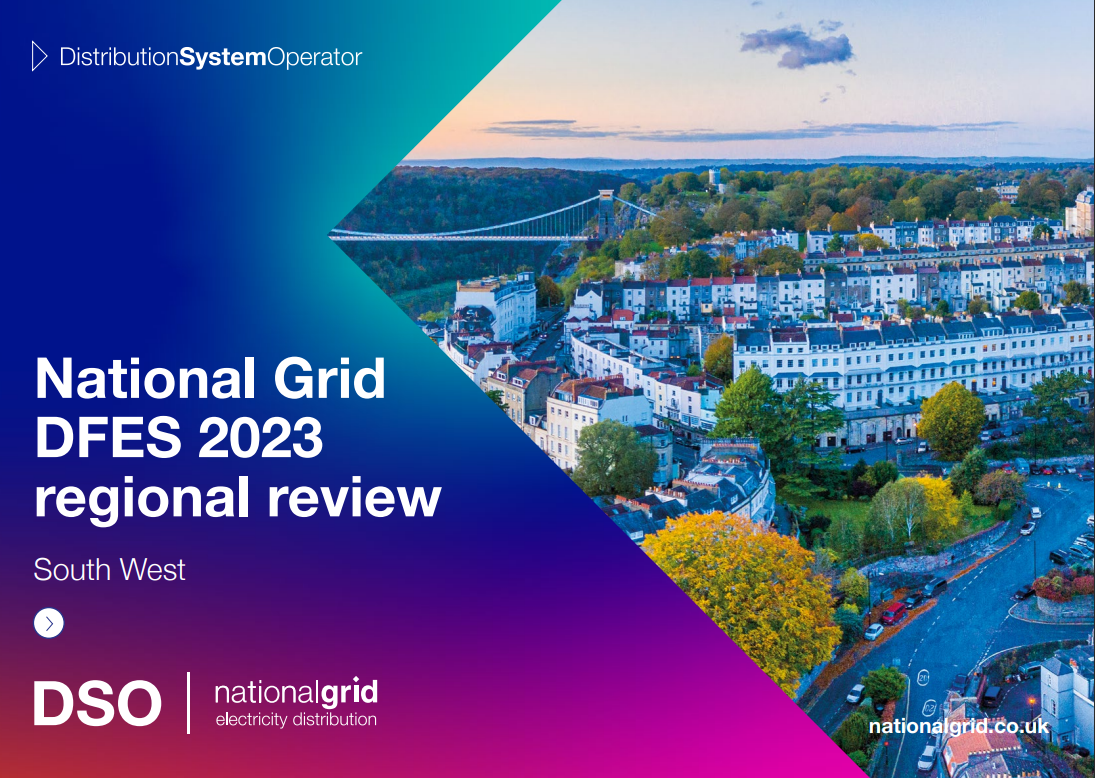 DistributionSystemOperator
National Grid
DFES 2023
regional review
South West
DSO
nationalgrid
electricity distribution
nationalgrid.co.uk